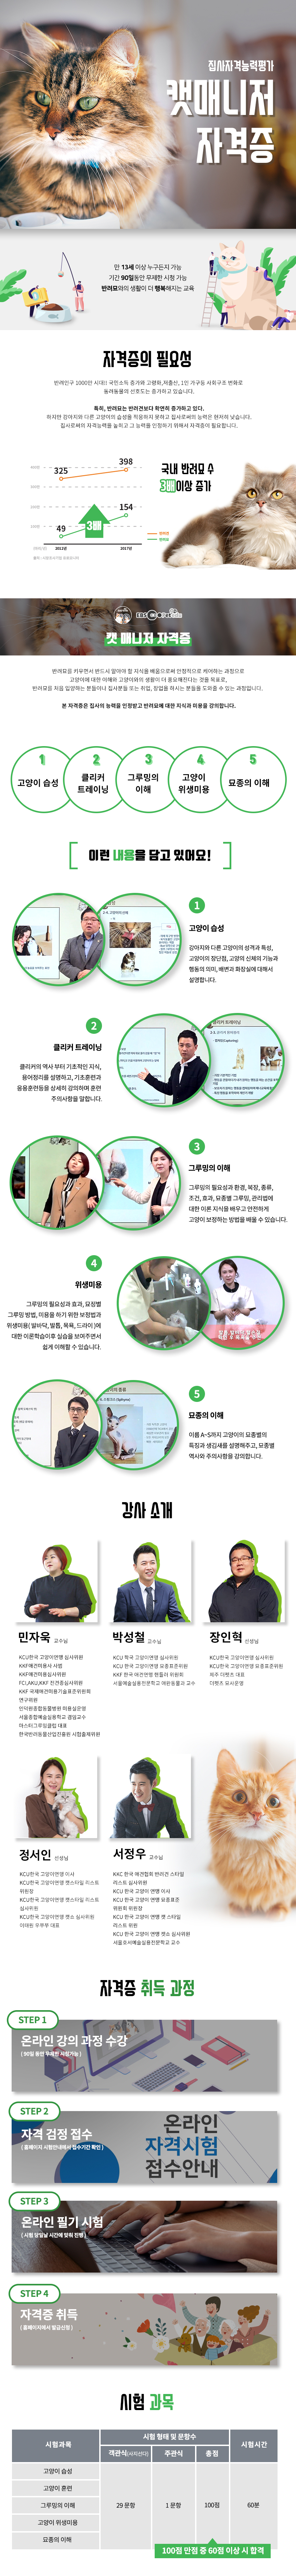 집사자격능력평가
캣매니저
자격증
만 13세 이상 누구든지 가능
기간 90일동안 무제한 시청 가능
반려묘와의 생활이 더 행복해지는 교육
자격증의 필요성
반려인구 1000만 시대! 국민소득 증가와 고령화,저출산, 1인 가구등 사회구조 변화로
동려동물의 선호도는 증가하고 있습니다.
특히, 반려묘는 반려견보다 확연히 증가하고 있다.
하지만 강아지와 다른 고양이의 습성을 적응하지 못하고 집사로써의 능력은 현저히 낮습니다.
집사로써의 자격능력을 높히고 그 능력을 인정하기 위해서 자격증이 필요합니다.
국내 반려묘 수
3배이상 증가
325
398
49
154
3배
2012년
2017년
캣 매니저 자격증
반려묘를 키우면서 반드시 알아야 할 지식을 배움으로써 안정적으로 케어하는 과정으로
고양이에 대한 이해와 고양이와의 생활이 더 풍요해진다는 것을 목표로,
반려묘를 처음 입양하는 분들이나 집사분들 또는 취업, 창업을 하시는 분들을 도와줄 수 있는 과정입니다.
본 자격증은 집사의 능력을 인정받고 반려묘에 대한 지식과 미용을 강의합니다.
1
고양이 습성
2
클리커
트레이닝
3
그루밍의
이해
4
고양이
위생미용
5
묘종의 이해
이런 내용을 담고 있어요!
1
고양이 습성
강아지와 다른 고양이의 성격과 특성,
고양이의 장단점, 고양이 신체의 기능과
행동의 의미, 배변과 화장실에 대해서
설명합니다.
2
클리커 트레이닝
클리커의 역사 부터 기초적인 지식,
용어정리를 설명하고, 기초훈련과
응용훈련등을 상세히 강의하며 훈련
주의사항을 말합니다.
3
그루밍의 이해
그루밍의 필요성과 환경, 복장, 종류,
조건, 효과, 묘종별 그루밍, 관리법에
대한 이론 지식을 배우고 안전하게
고양이 보정하는 방법을 배울 수 있습니다.
4
위생미용
그루밍의 필요성과 효과, 묘정별
그루밍 방법, 미용을 하기 위한 보정법과
위생미용( 발바닥, 발톱, 목욕, 드라이)에
대한 이론학습이후 실습을 보여주면서
쉽게 이해할 수 있습니다.
5
묘종의 이해
이름 A~S까지 고양이의 묘종별의
특징과 생김새를 설명해주고, 묘종별
역사와 주의사항을 강의합니다.
강사 소개
민자욱 교수님
KCU한국 고양이연맹 심사위원
KKF애견미용사 사범
KKF애견미용심사위원
FCI,AKU,KKF 전견종심사위원
KKF 국제애견미용기술표준위원회
연구위원
인덕원종합동물병원 미용실운영
서울종합예술실용학교 겸임교수
마스터그루밍클럽 대표
한국반려동물산업진흥원 시험출제위원
박성철 교수님
KCU 학국 고양이연맹 심사위원
KCU 한국 고양이연맹 묘종표준위원
KKF 한국 애견연맹 핸들러 위원회
서울예술실용전문학교 애완동물과 교수
장인혁 선생님
KCU한국 고양이연맹 심사위원
KCU한국 고양이연맹 묘종표준위원
제주 더펫츠 대표
더펫츠 묘사운영
정서인 선생님
KCU한국 고양이연맹 이사
KCU한국 고양이연맹 캣스타일 리스트
위원장
KCU한국 고양이연맹 캣스타일 리스트
심사위원
KCU한국 고양이연맹 캣쇼 심사위원
이태원 우쭈쭈 대표
서정우 교수님
KKC 한국 애견협회 반려견 스타일
리스트 심사위원
KCU 한국 고양이 연맹 이사
KCU 한국 고양이 연맹 묘종표준
위원회 위원장
KCU 한국 고양이 연맹 캣 스타일
리스트 위원
KCU 한국 고양이 연맹 캣쇼 심사위원
서울호서예술실용전문학교 교수
자격증 취득 과정
STEP 1
온라인 강의 과정 수강
( 90일 동안 무제한 시청가능 )
STEP 2
자격 검정 접수
( 홈페이지 시험안내에서 접수기간 확인 )
온라인
자격시험
접수안내
STEP 3
온라인 필기 시험
( 시험 당일날 시간에 맞춰 진행 )
STEP 4
자격증 취득
( 홈페이지에서 발급신청 )
시험 과목
시험과목
시험 형태 및 문항수
시험시간
객관식(사지선다)
주관식
총점
고양이 습성
고양이 훈련
그루밍의 이해
고양이 위생미용
묘종의 이해
29 문항
1 문항
100점
60분
100점 만점 중 60점 이상 시 합격